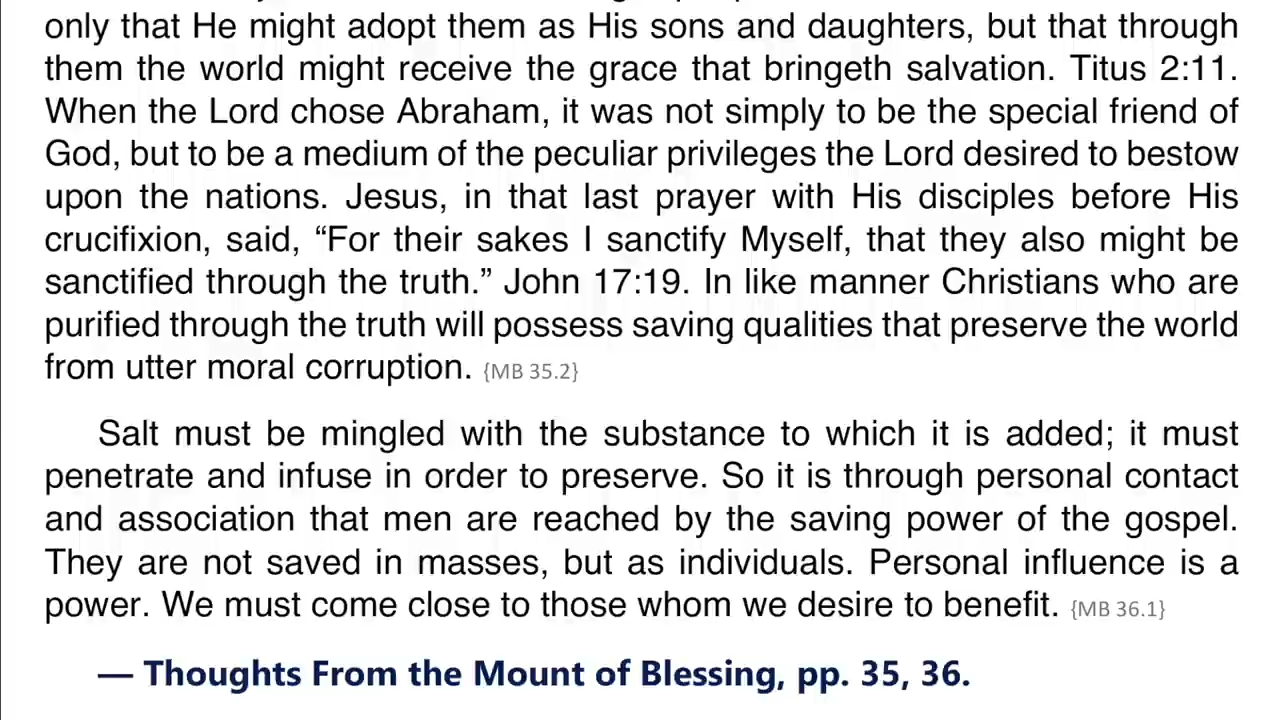 only that He might adopt them as His sons and daughters, but that through
them the world might receive the grace that bringeth salvation. Titus 2:11.
When the Lord chose Abraham, it was not simply to be the special friend of
God, but to be a medium of the peculiar privileges the Lord desired to bestow
upon the nations. Jesus, in that last prayer with His disciples before His
crucifixion, said, “For their sakes I sanctify Myself, that they also might be
sanctified through the truth.” John 17:19. In like manner Christians who are
purified through the truth will possess saving qualities that preserve the world
from utter moral corruption. {MB 35.2}
Salt must be mingled with the substance to which it is added; it must
penetrate and infuse in order to preserve. So it is through personal contact
and association that men are reached by the saving power of the gospel.
They are not saved in masses, but as individuals. Personal influence is a
power. We must come close to those whom we desire to benefit. {MB 36.1}
— Thoughts From the Mount of Blessing, pp. 35, 36.